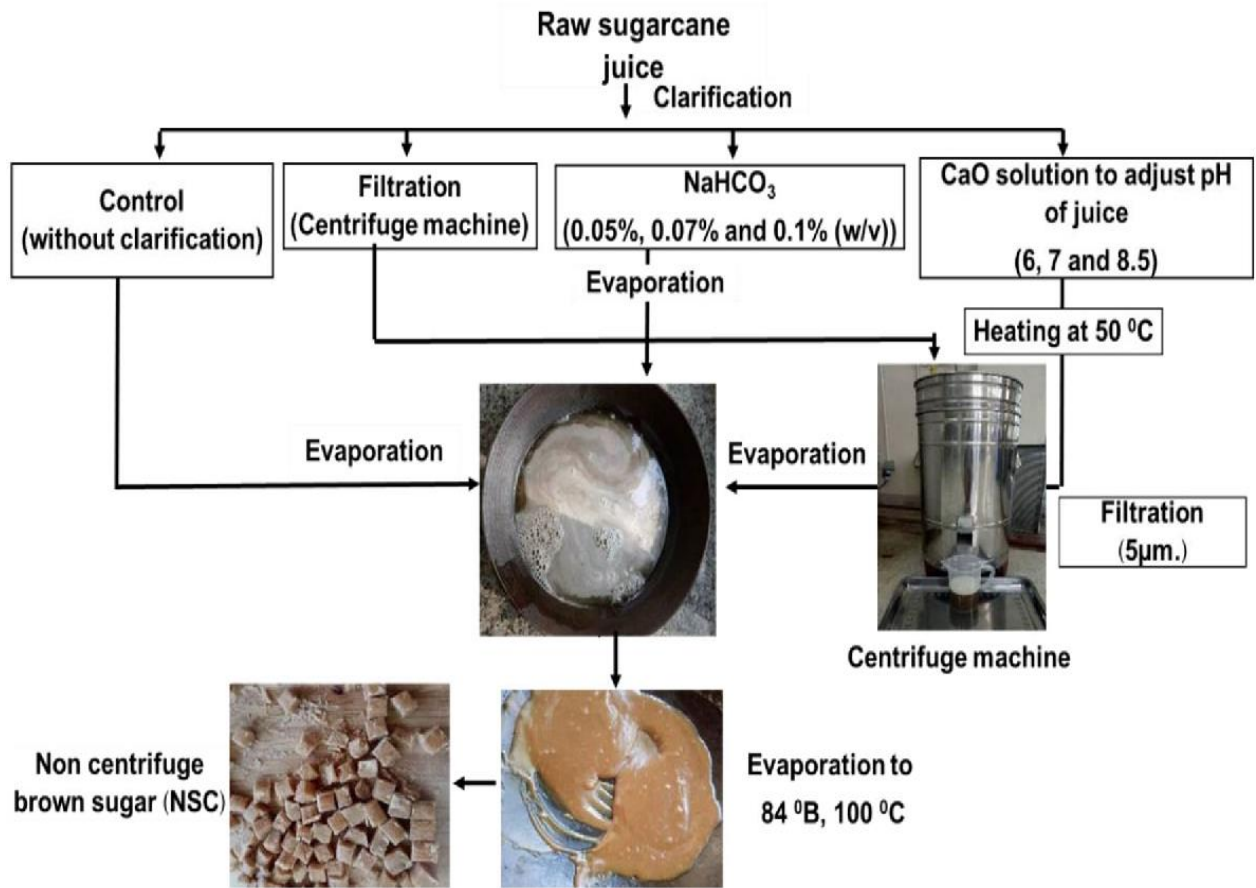 Raw sugarcane
juice
Clarification
Control
(without clarification)
Filtration
(Centrifuge machine)
NaHCO₃
(0.05%, 0.07% and 0.1% (w/v))
CaO solution to adjust pH
of juice
(6, 7 and 8.5)
Evaporation
Heating at 50 ⁰C
Evaporation
Evaporation
Filtration
(5µm.)
Centrifuge machine
Non centrifuge
brown sugar (NSC)
Evaporation to
84 ⁰B, 100 ⁰C